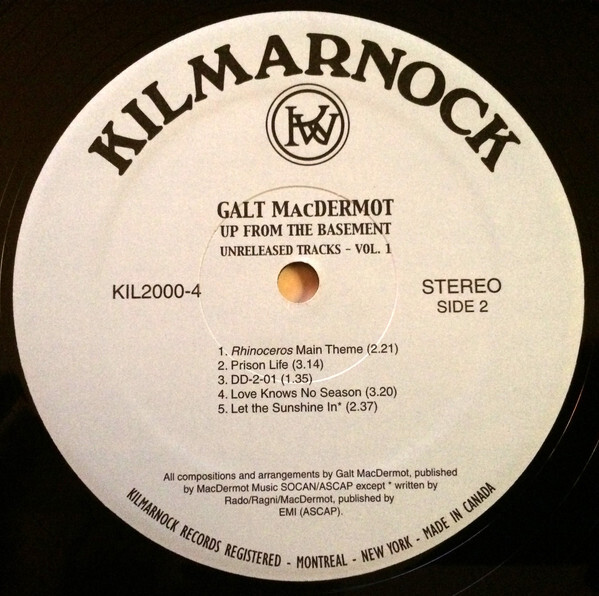 KILMARNOCK
KW
GALT MacDERMOT
UP FROM THE BASEMENT
UNRELEASED TRACKS – VOL. 1
KIL2000-4
STEREO
SIDE 2
1. Rhinoceros Main Theme (2.21)
2. Prison Life (3.14)
3. DD-2-01 (1.35)
4. Love Knows No Season (3.20)
5. Let the Sunshine In* (2.37)
All compositions and arrangements by Galt MacDermot, published
by MacDermot Music SOCAN/ASCAP except * written by
Rado/Ragni/MacDermot, published by
EMI (ASCAP).
KILMARNOCK RECORDS REGISTERED - MONTREAL - NEW YORK - MADE IN CANADA